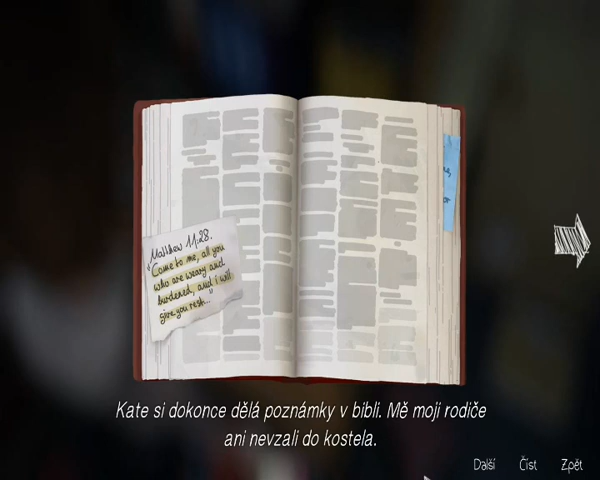 Matthew 11:28.
"Come to me, all you
who are weary and
burdened, and i will
give you rest..."
Kate si dokonce dělá poznámky v bibli. Mě moji rodiče
ani nevzali do kostela.
Další Číst Zpět